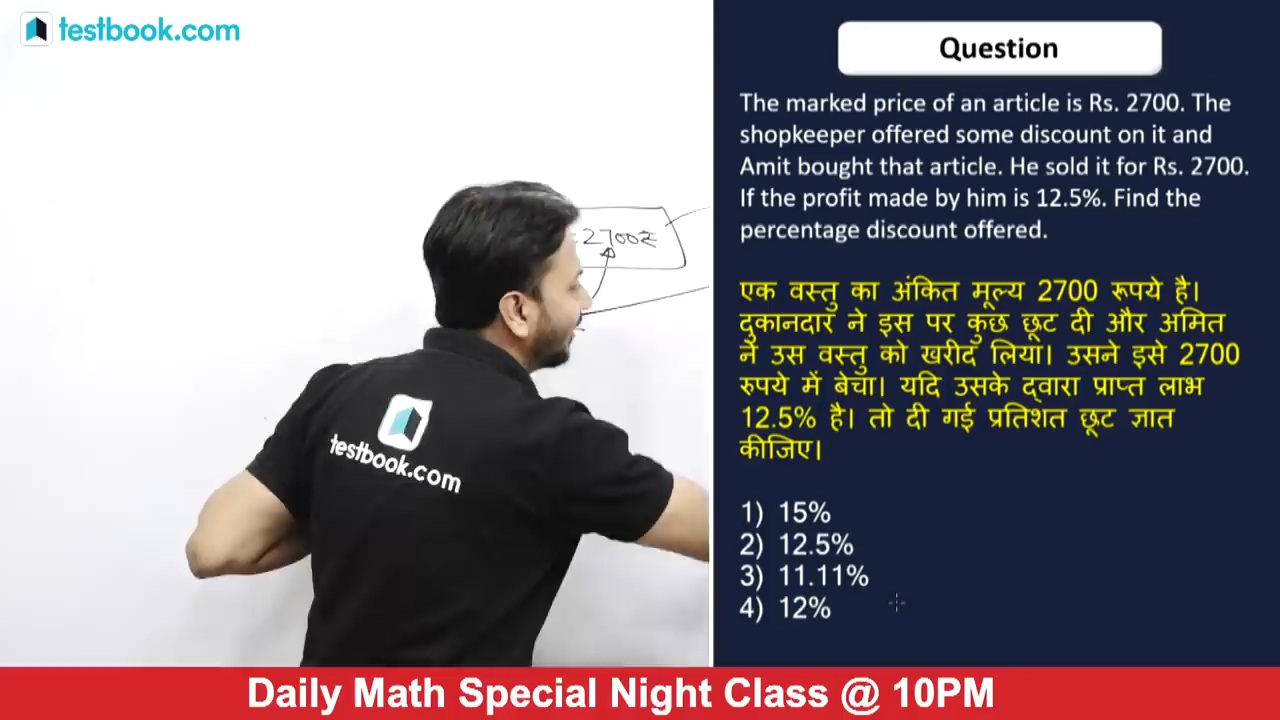 testbook.com
Question
The marked price of an article is Rs. 2700. The
shopkeeper offered some discount on it and
Amit bought that article. He sold it for Rs. 2700.
If the profit made by him is 12.5%. Find the
percentage discount offered.
एक वस्तु का अंकित मूल्य 2700 रूपये है।
दुकानदार ने इस पर कुछ छूट दी और अमित
ने उस वस्तु को खरीद लिया। उसने इसे 2700
रुपये में बेचा। यदि उसके द्वारा प्राप्त लाभ
12.5% है। तो दी गई प्रतिशत छूट ज्ञात
कीजिए।
1) 15%
2) 12.5%
3) 11.11%
4) 12%
= 2700₹
testbook.com
Daily Math Special Night Class @ 10PM